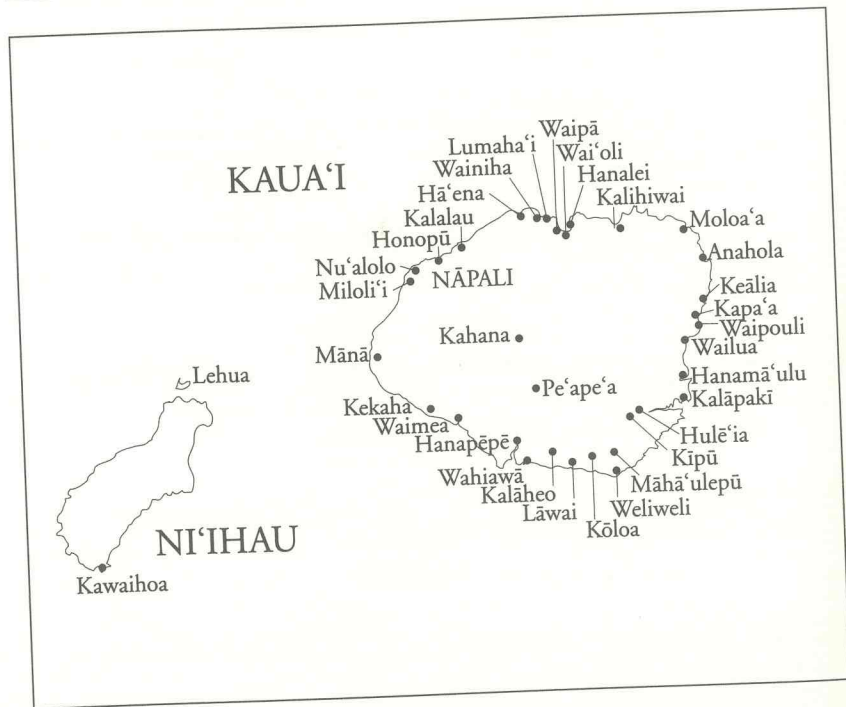 Waipā
Lumaha‘i
Wai‘oli
Wainiha
Hanalei
KAUA‘I
Hā‘ena
Kalihiwai
Kalalau
Moloa‘a
Honopū
Anahola
Nu‘alolo
NĀPALI
Miloli‘i
Keālia
Kapa‘a
Waipouli
Kahana
Wailua
Mānā
Lehua
Hanamā‘ulu
Pe‘ape‘a
Kalāpakī
Kekaha
Waimea
Hulē‘ia
Hanapēpē
Kīpū
Wahiawā
Māhā‘ulepū
Kalāheo
Weliweli
Lāwai
Kōloa
NI‘IHAU
Kawaihoa